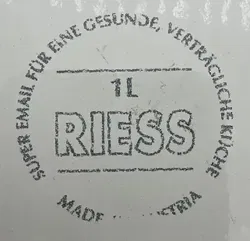 SUPER EMAIL FÜR EINE GESUNDE, VERTRÄGLICHE KÜCHE
1L
RIESS
MADE